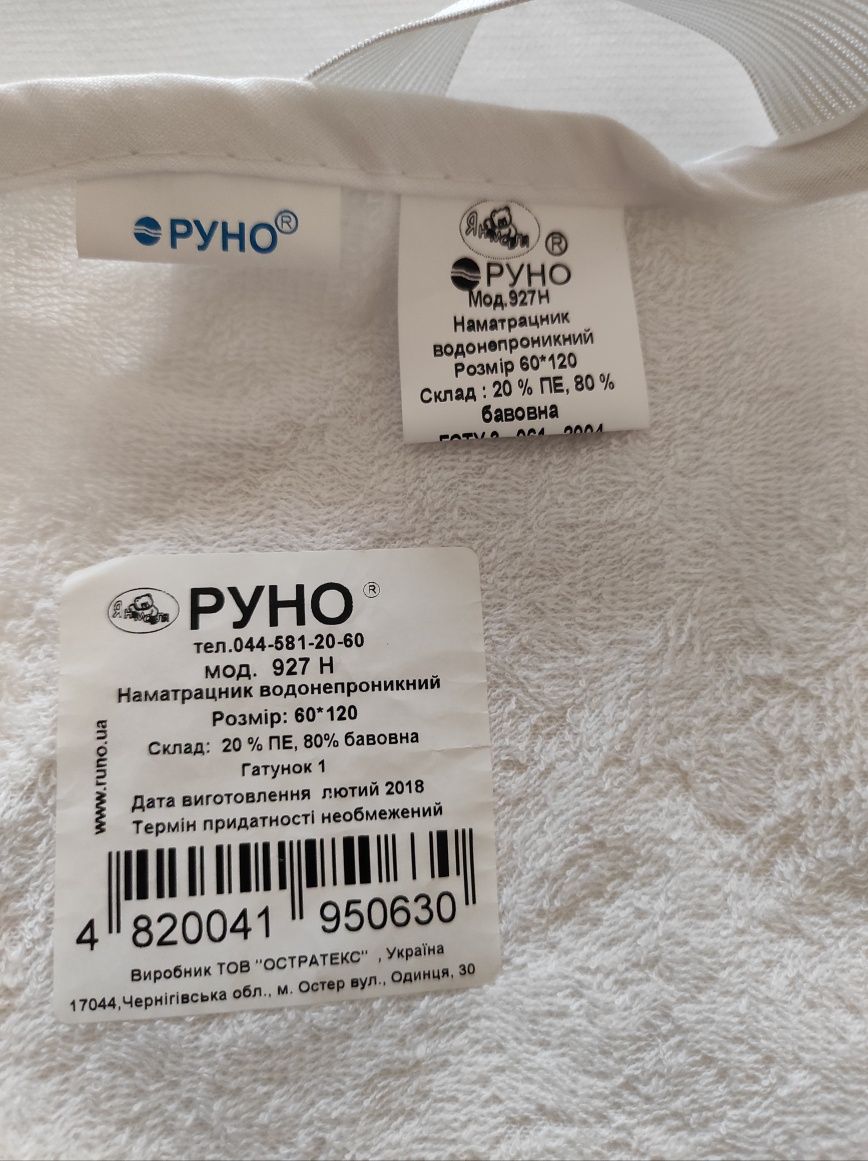 РУНО®
Я НІМОВЛЯ
®
РУНО
Мод.927Н
Наматрацник
водонепроникний
Розмір 60*120
Склад : 20 % ПЕ, 80 %
бавовна
РУНО ®
тел.044-581-20-60
мод. 927 Н
Наматрацник водонепроникний
Розмір: 60*120
Склад: 20 % ПЕ, 80% бавовна
Гатунок 1
Дата виготовлення лютий 2018
Термін придатності необмежений
www.runo.ua
4 820041 950630
Виробник ТОВ "ОСТРАТЕКС" , Україна
17044,Чернігівська обл., м. Остер вул., Одинця, 30